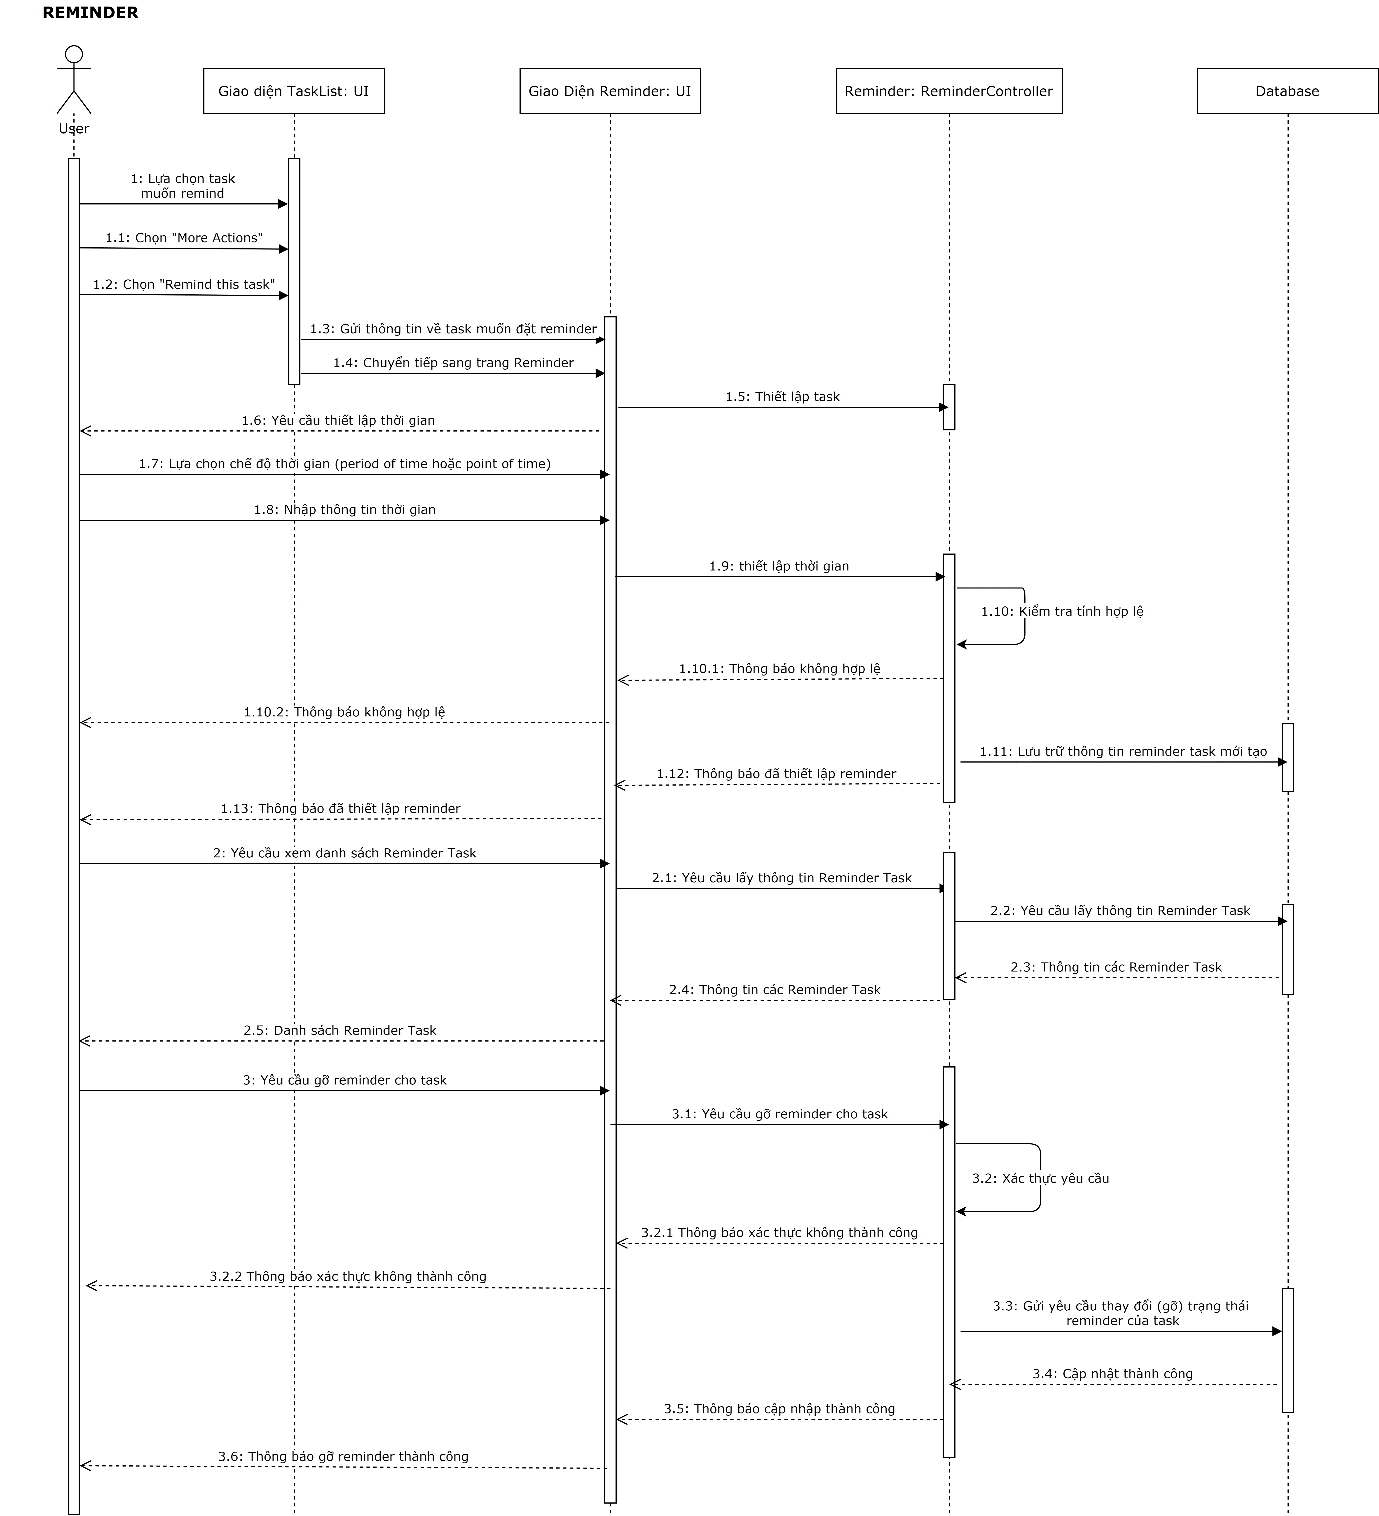 REMINDER
User
Giao diện TaskList: UI
Giao Diện Reminder: UI
Reminder: ReminderController
Database
1: Lựa chọn task
muốn remind
1.1: Chọn "More Actions"
1.2: Chọn "Remind this task"
1.3: Gửi thông tin về task muốn đặt reminder
1.4: Chuyển tiếp sang trang Reminder
1.5: Thiết lập task
1.6: Yêu cầu thiết lập thời gian
1.7: Lựa chọn chế độ thời gian (period of time hoặc point of time)
1.8: Nhập thông tin thời gian
1.9: thiết lập thời gian
1.10: Kiểm tra tính hợp lệ
1.10.1: Thông báo không hợp lệ
1.10.2: Thông báo không hợp lệ
1.11: Lưu trữ thông tin reminder task mới tạo
1.12: Thông báo đã thiết lập reminder
1.13: Thông báo đã thiết lập reminder
2: Yêu cầu xem danh sách Reminder Task
2.1: Yêu cầu lấy thông tin Reminder Task
2.2: Yêu cầu lấy thông tin Reminder Task
2.3: Thông tin các Reminder Task
2.4: Thông tin các Reminder Task
2.5: Danh sách Reminder Task
3: Yêu cầu gỡ reminder cho task
3.1: Yêu cầu gỡ reminder cho task
3.2: Xác thực yêu cầu
3.2.1 Thông báo xác thực không thành công
3.2.2 Thông báo xác thực không thành công
3.3: Gửi yêu cầu thay đổi (gỡ) trạng thái
reminder của task
3.4: Cập nhật thành công
3.5: Thông báo cập nhập thành công
3.6: Thông báo gỡ reminder thành công